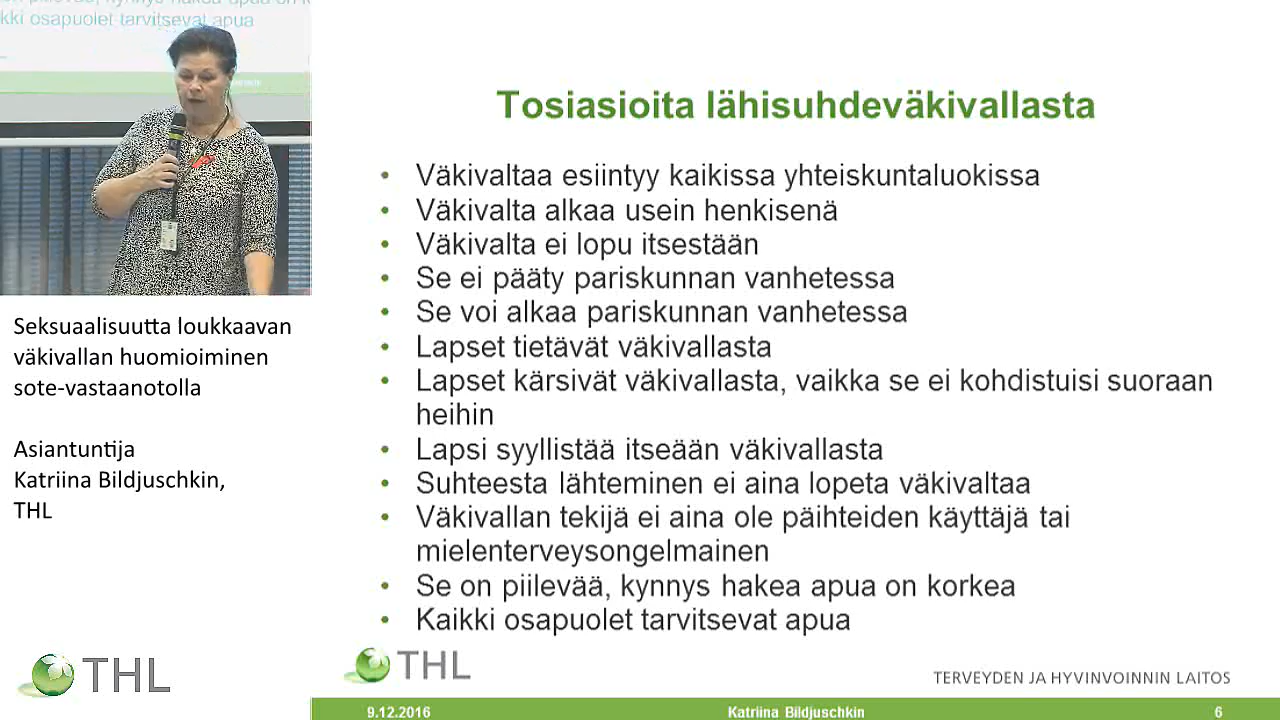 kki osapuolet tarvitsevat apua
Seksuaalisuutta loukkaavan
väkivallan huomioiminen
sote-vastaanotolla
Asiantuntija
Katriina Bildjuschkin,
THL
THL
Tosiasioita lähisuhdeväkivallasta
• Väkivaltaa esiintyy kaikissa yhteiskuntaluokissa
• Väkivalta alkaa usein henkisenä
• Väkivalta ei lopu itsestään
• Se ei pääty pariskunnan vanhetessa
• Se voi alkaa pariskunnan vanhetessa
• Lapset tietävät väkivallasta
• Lapset kärsivät väkivallasta, vaikka se ei kohdistuisi suoraan
heihin
• Lapsi syyllistää itseään väkivallasta
• Suhteesta lähteminen ei aina lopeta väkivaltaa
• Väkivallan tekijä ei aina ole päihteiden käyttäjä tai
mielenterveysongelmainen
• Se on piilevää, kynnys hakea apua on korkea
• Kaikki osapuolet tarvitsevat apua
THL
TERVEYDEN JA HYVINVOINNIN LAITOS
9.12.2016 Katriina Bildjuschkin 6